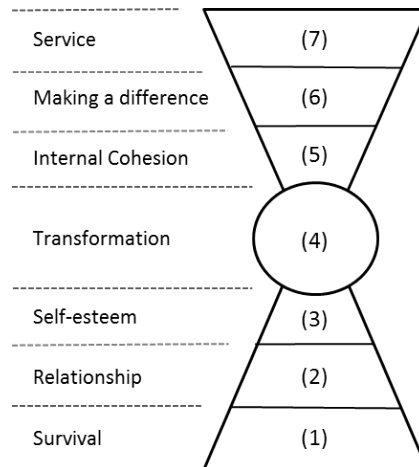 Service (7)
Making a difference (6)
Internal Cohesion (5)
Transformation (4)
Self-esteem (3)
Relationship (2)
Survival (1)